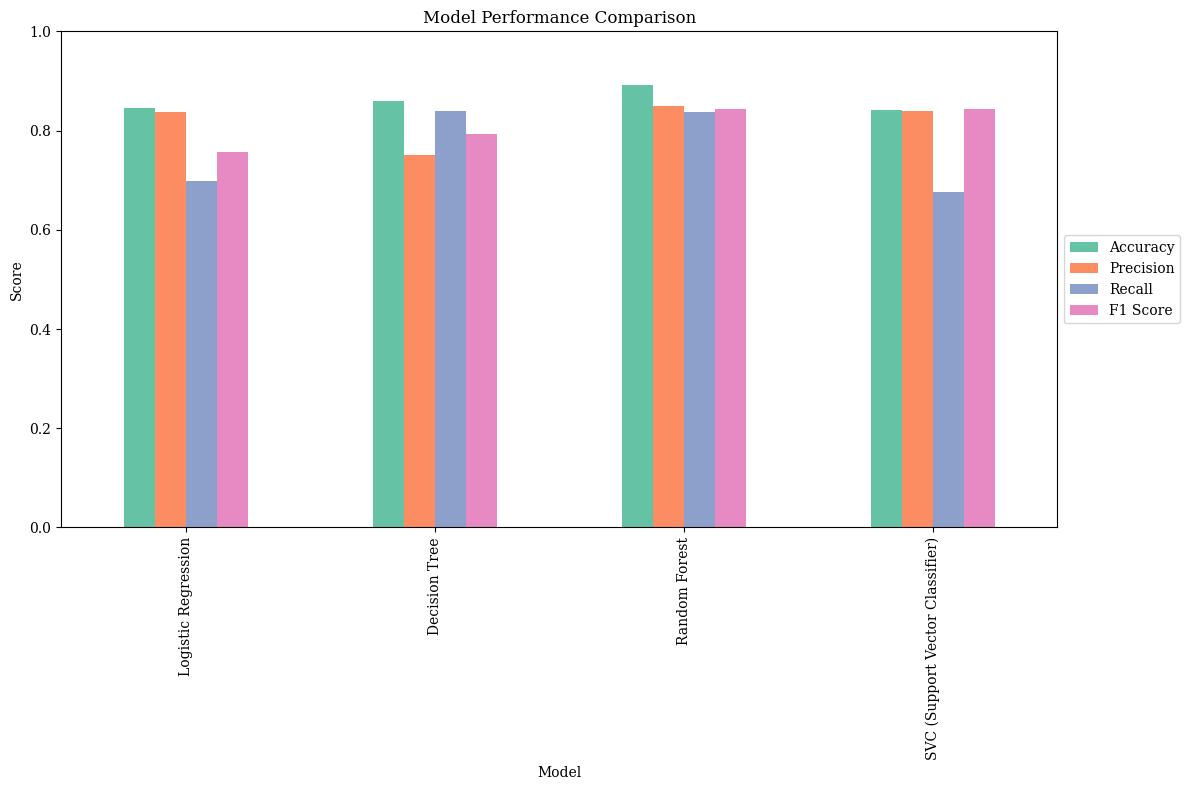 Model Performance Comparison
1.0
0.8
0.6
0.4
0.2
0.0
Score
Logistic Regression
Decision Tree
Random Forest
SVC (Support Vector Classifier)
Model
Accuracy
Precision
Recall
F1 Score